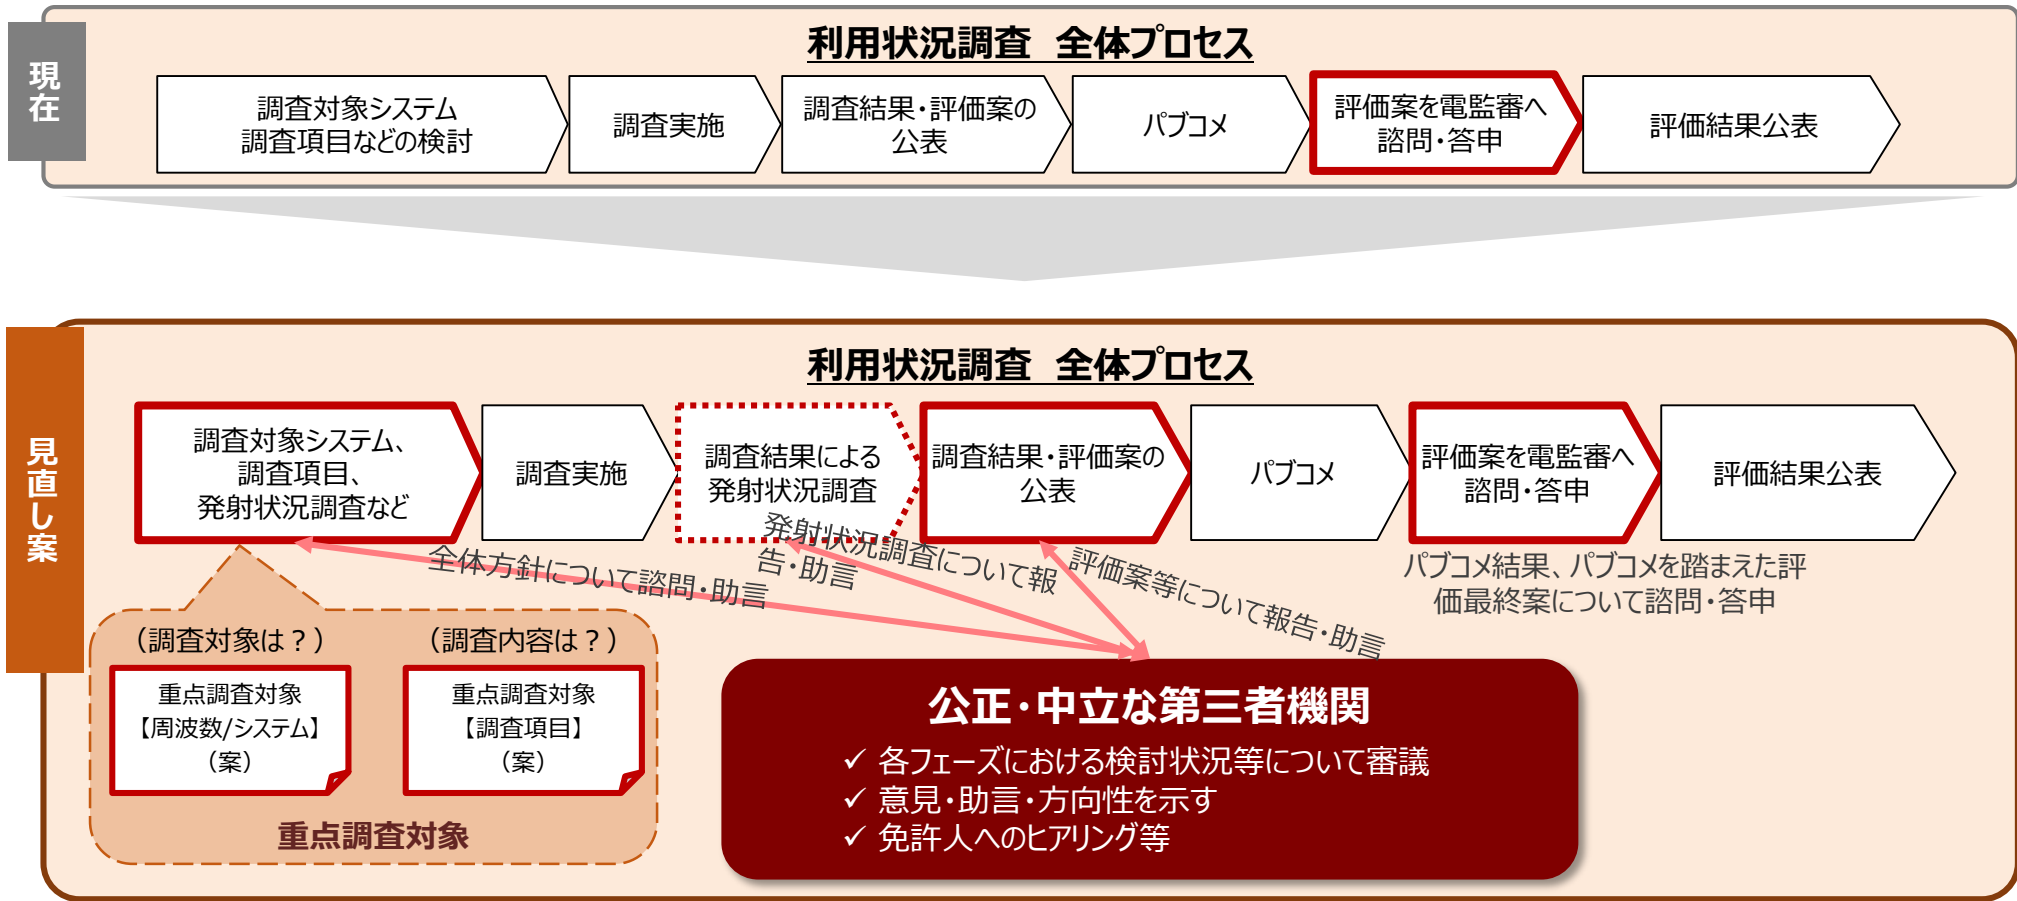 現在
利用状況調査 全体プロセス
調査対象システム
調査項目などの検討
調査実施
調査結果・評価案の
公表
パブコメ
評価案を電監審へ
諮問・答申
評価結果公表
見直し案
利用状況調査 全体プロセス
調査対象システム、
調査項目、
発射状況調査など
調査実施
調査結果による
発射状況調査
調査結果・評価案の
公表
パブコメ
評価案を電監審へ
諮問・答申
評価結果公表
全体方針について諮問・助言
発射状況調査について報
告・助言
評価案等について報告・助言
パブコメ結果、パブコメを踏まえた評
価最終案について諮問・答申
（調査対象は？）
重点調査対象
【周波数/システム】
（案）
（調査内容は？）
重点調査対象
【調査項目】
（案）
重点調査対象
公正・中立な第三者機関
✓ 各フェーズにおける検討状況等について審議
✓ 意見・助言・方向性を示す
✓ 免許人へのヒアリング等